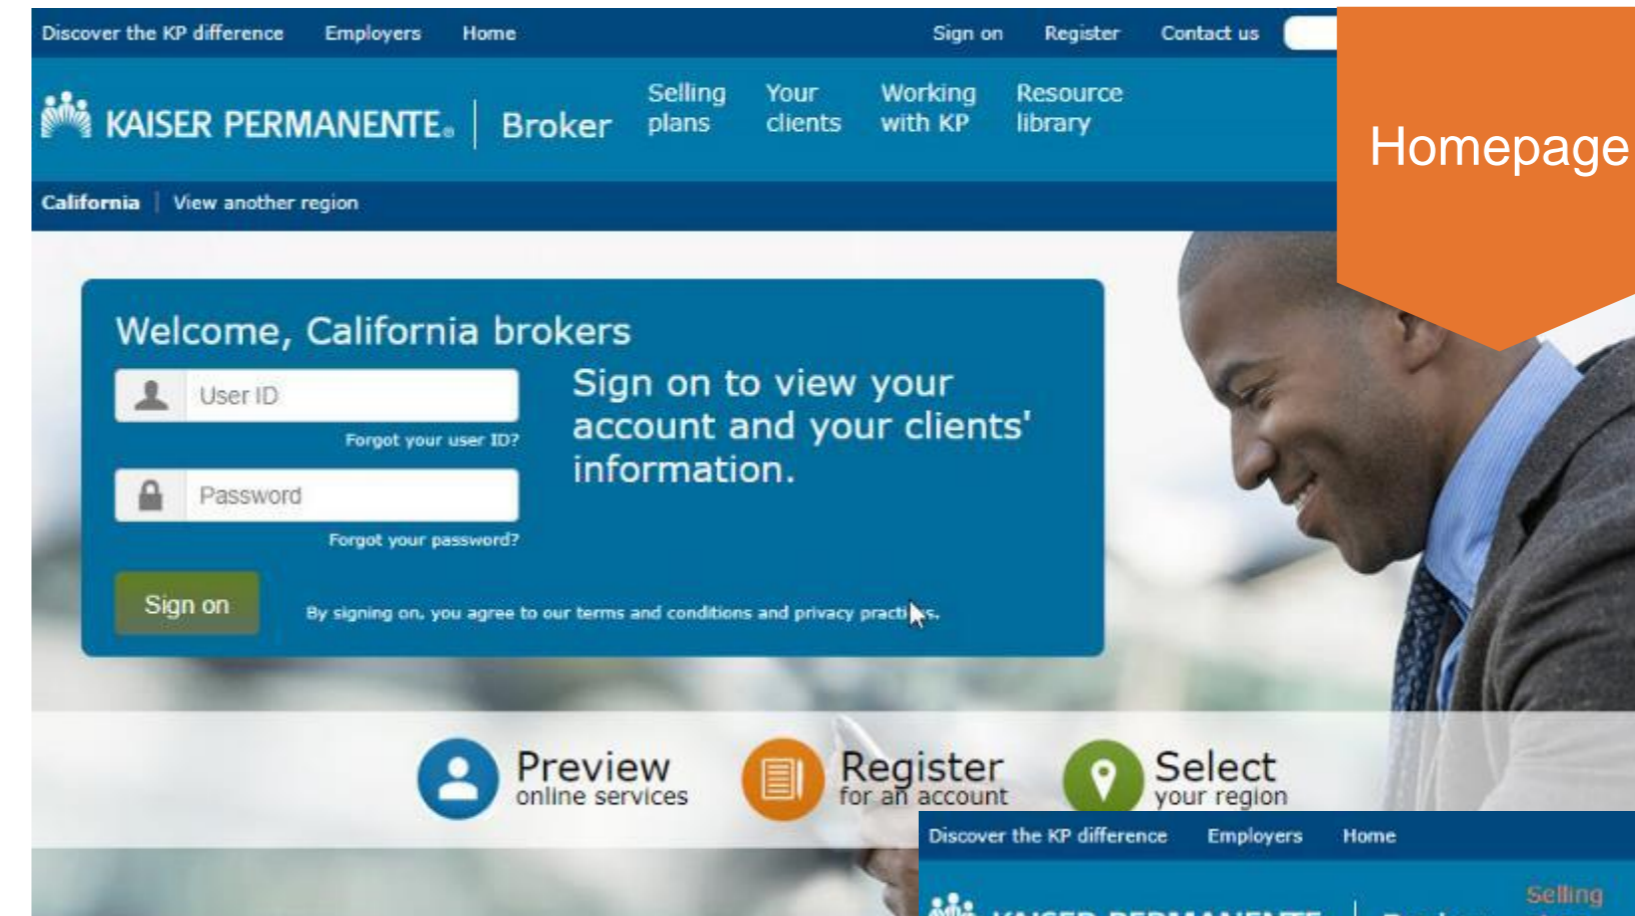 Discover the KP difference Employers Home Sign on Register Contact us
KAISER PERMANENTE® | Broker
Selling plans
Your clients
Working with KP
Resource library
Homepage
California | View another region
Welcome, California brokers
User ID
Forgot your user ID?
Password
Forgot your password?
Sign on
Sign on to view your
account and your clients'
information.
By signing on, you agree to our terms and conditions and privacy
Preview
online services
Register
for an account
Select
your region
Discover the KP difference Employers Home
Selling
KAISER PERMANENTE